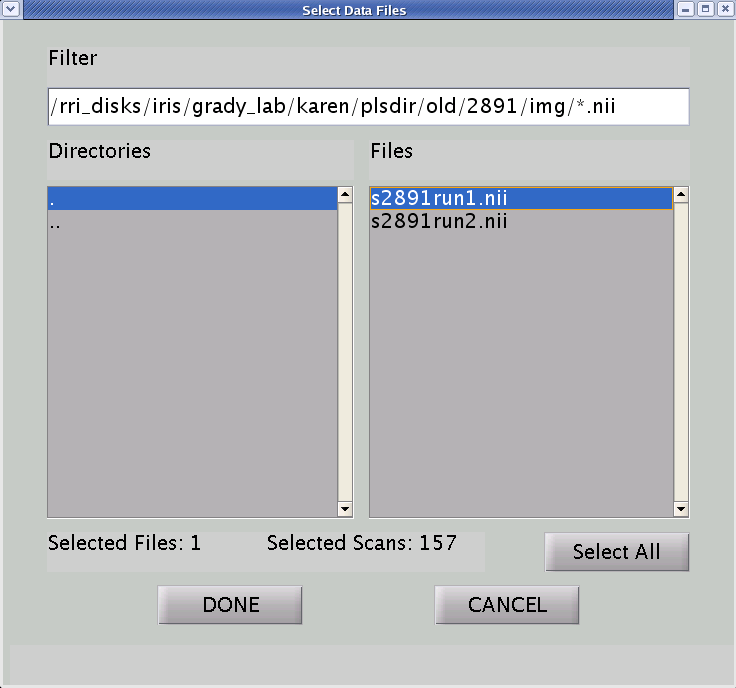 Select Data Files
Filter
/rri_disks/iris/grady_lab/karen/plsdir/old/2891/img/*.nii
Directories
Files
.
s2891run1.nii
..
s2891run2.nii
Selected Files: 1
Selected Scans: 157
Select All
DONE
CANCEL